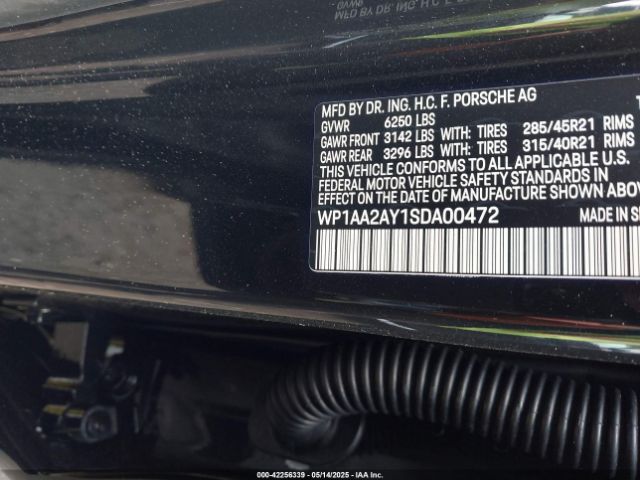 MFD BY DR. ING. H.C. F. PORSCHE AG
GVWR 6250 LBS
GAWR FRONT 3142 LBS WITH: TIRES 285/45R21 RIMS
GAWR REAR 3296 LBS WITH: TIRES 315/40R21 RIMS
THIS VEHICLE CONFORMS TO ALL APPLICABLE U.S.
FEDERAL MOTOR VEHICLE SAFETY STANDARDS IN
EFFECT ON THE DATE OF MANUFACTURE SHOWN ABOV
WP1AA2AY1SDA00472 MADE IN
000-42256339 • 05/14/2025 • IAA Inc.